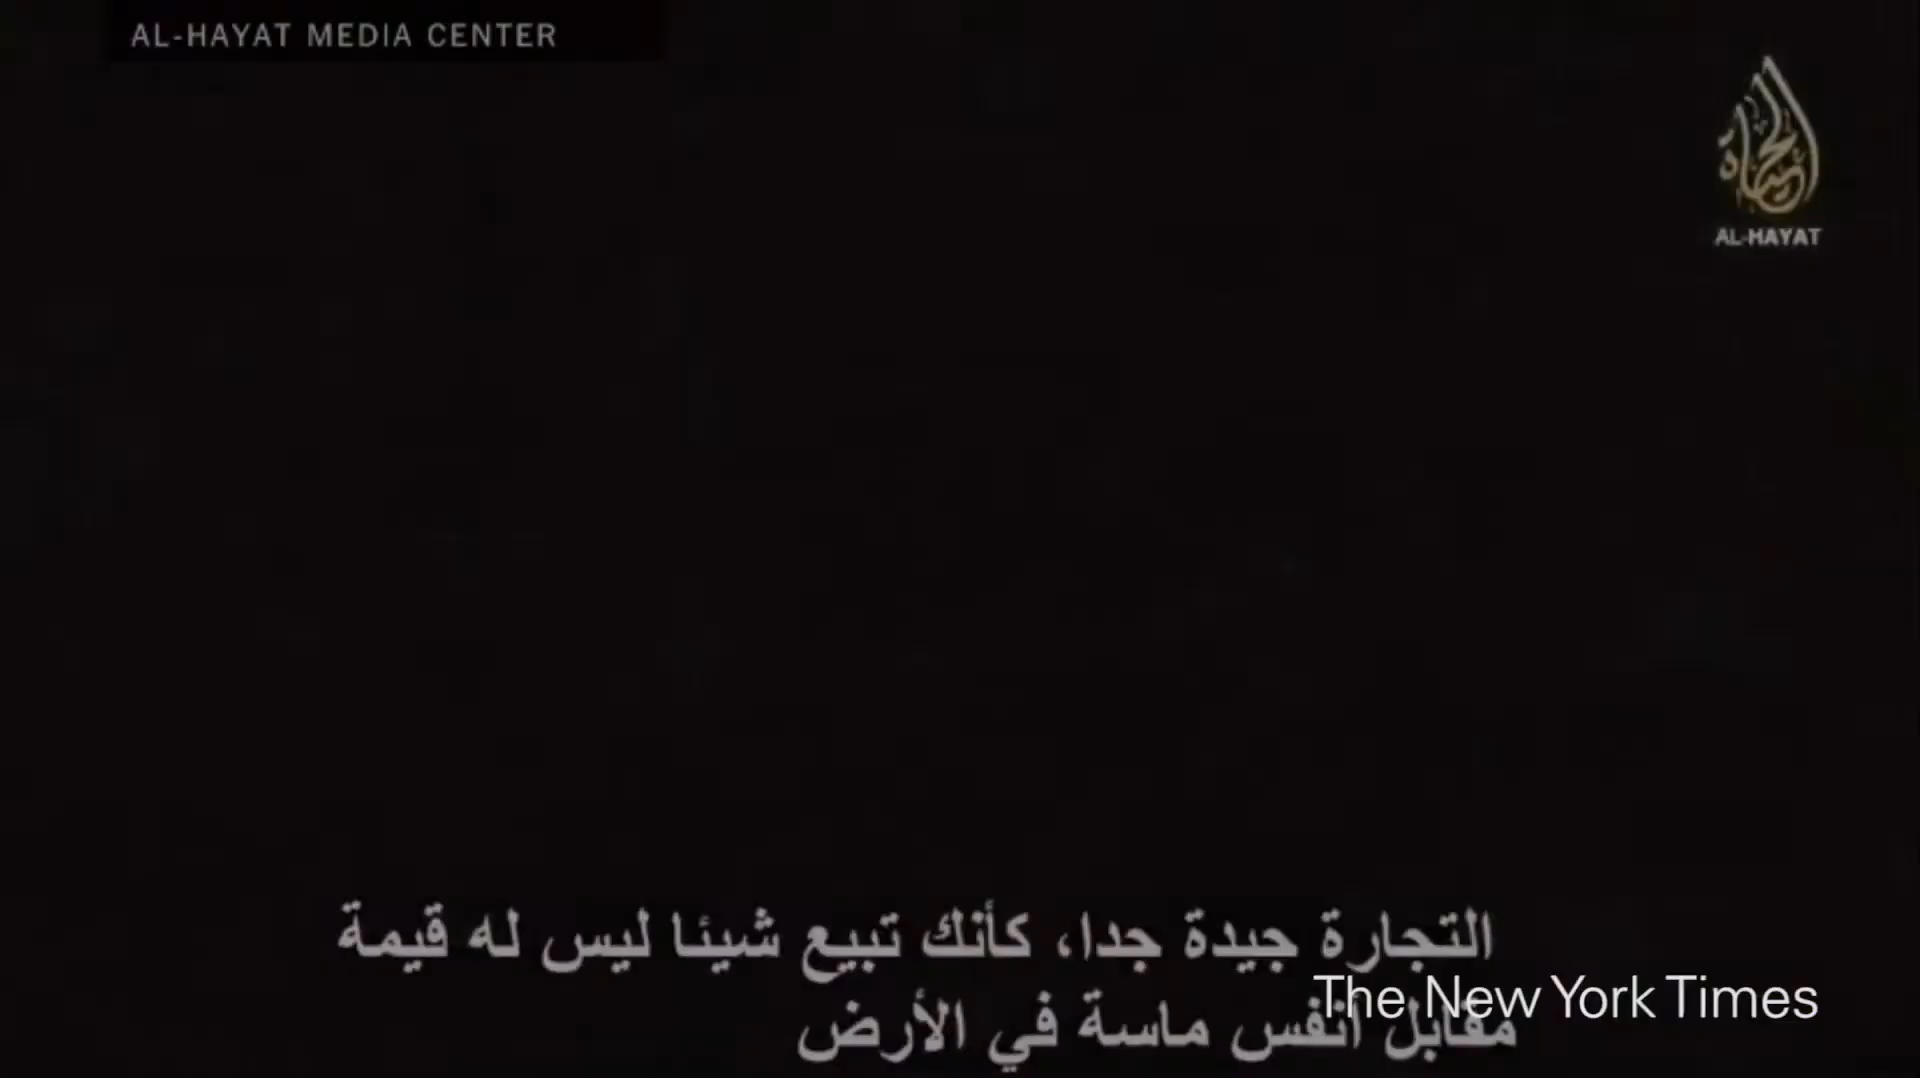 AL-HAYAT MEDIA CENTER
الحياة
AL-HAYAT
التجارة جيدة جدا، كأنك تبيع شيئا ليس له قيمة
مقابل أنفس ماسة في الأرض
The New York Times